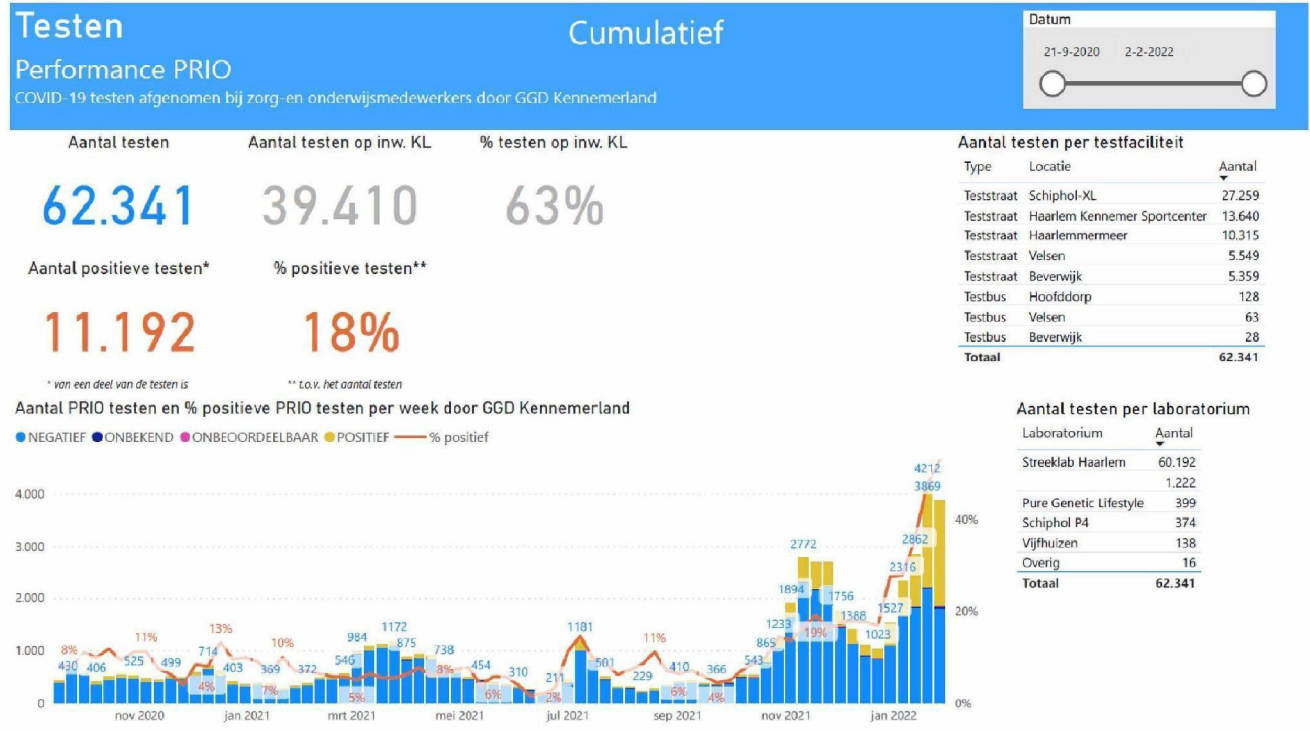 Testen
Cumulatief
Datum
21-9-2020 2-2-2022
Performance PRIO
COVID-19 testen afgenomen bij zorg-en onderwijsmedewerkers door GGD Kennemerland
Aantal testen
Aantal testen op inw. KL
% testen op inw. KL
62.341
39.410
63%
Aantal positieve testen*
% positieve testen**
11.192
18%
* van een deel van de testen is
** t.o.v. het aantal testen
Aantal testen per testfaciliteit
Type Locatie Aantal
Teststraat Schiphol-XL 27.259
Teststraat Haarlem Kennemer Sportcenter 13.640
Teststraat Haarlemmermeer 10.315
Teststraat Velsen 5.549
Teststraat Beverwijk 5.359
Testbus Hoofddorp 128
Testbus Velsen 63
Testbus Beverwijk 28
Totaal 62.341
Aantal PRIO testen en % positieve PRIO testen per week door GGD Kennemerland
NEGATIEF ONBEKEND ONBEOORDEELBAAR POSITIEF % positief
4.000
3.000
2.000
1.000
0
40%
20%
0%
430 406 525 499 714 403 369 372 546 984 1172 875 738 454 310 211 1181 501 229 410 366 543 865 1233 1894 2772 1756 1388 1023 1527 2316 2862 3869 4212
8% 11% 4% 13% 7% 10% 5% 8% 6% 2% 11% 6% 4% 19%
nov 2020 jan 2021 mrt 2021 mei 2021 jul 2021 sep 2021 nov 2021 jan 2022
Aantal testen per laboratorium
Laboratorium Aantal
Streeklab Haarlem 60.192
1.222
Pure Genetic Lifestyle 399
Schiphol P4 374
Vijfhuizen 138
Overig 16
Totaal 62.341